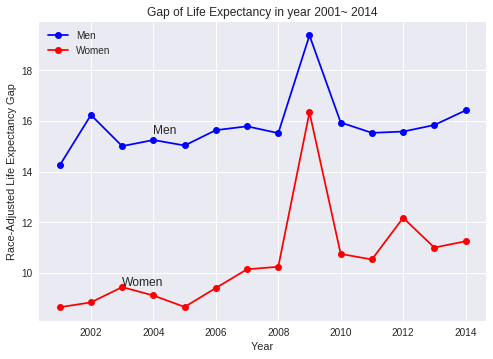 Gap of Life Expectancy in year 2001~ 2014
Men
Women
Race-Adjusted Life Expectancy Gap
18
16
14
12
10
Men
Women
2002 2004 2006 2008 2010 2012 2014
Year